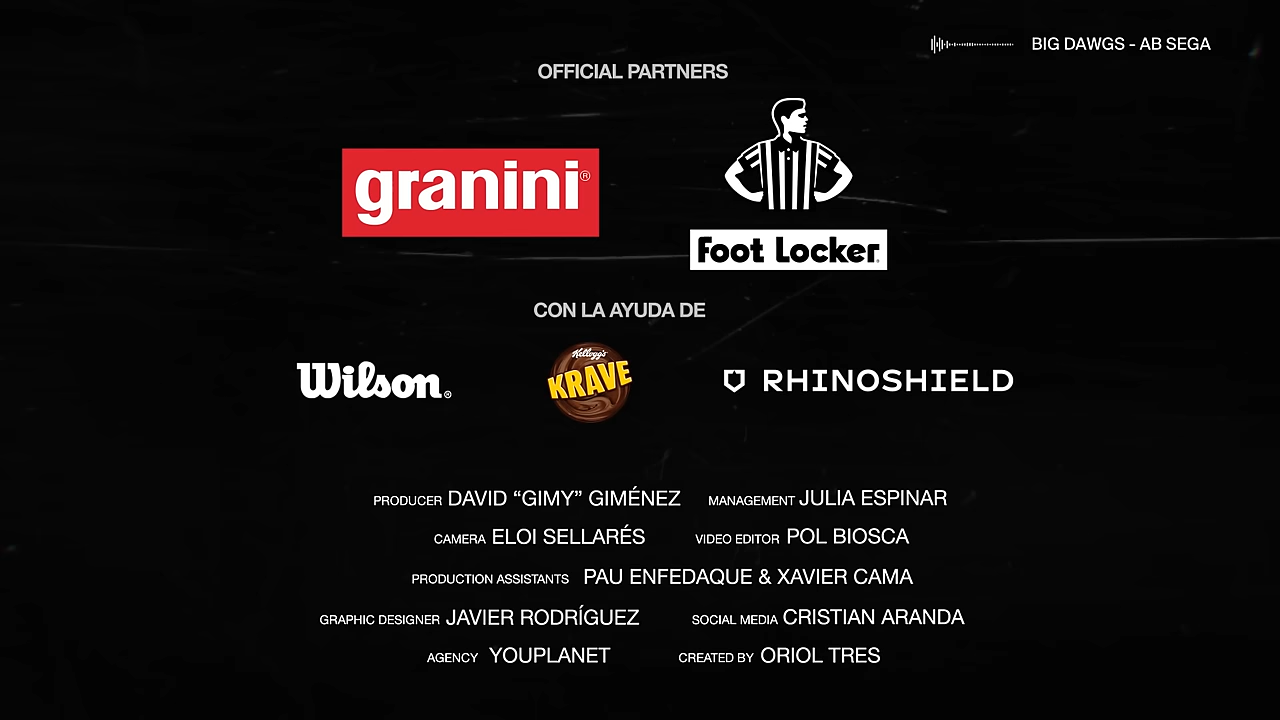 BIG DAWGS - AB SEGA
OFFICIAL PARTNERS
granini®
Foot Locker
CON LA AYUDA DE
Wilson®
Kellogg's
KRAVE
RHINOSHIELD
PRODUCER DAVID “GIMY” GIMÉNEZ MANAGEMENT JULIA ESPINAR
CAMERA ELOI SELLARÉS VIDEO EDITOR POL BIOSCA
PRODUCTION ASSISTANTS PAU ENFEDAQUE & XAVIER CAMA
GRAPHIC DESIGNER JAVIER RODRÍGUEZ SOCIAL MEDIA CRISTIAN ARANDA
AGENCY YOUPLANET CREATED BY ORIOL TRES